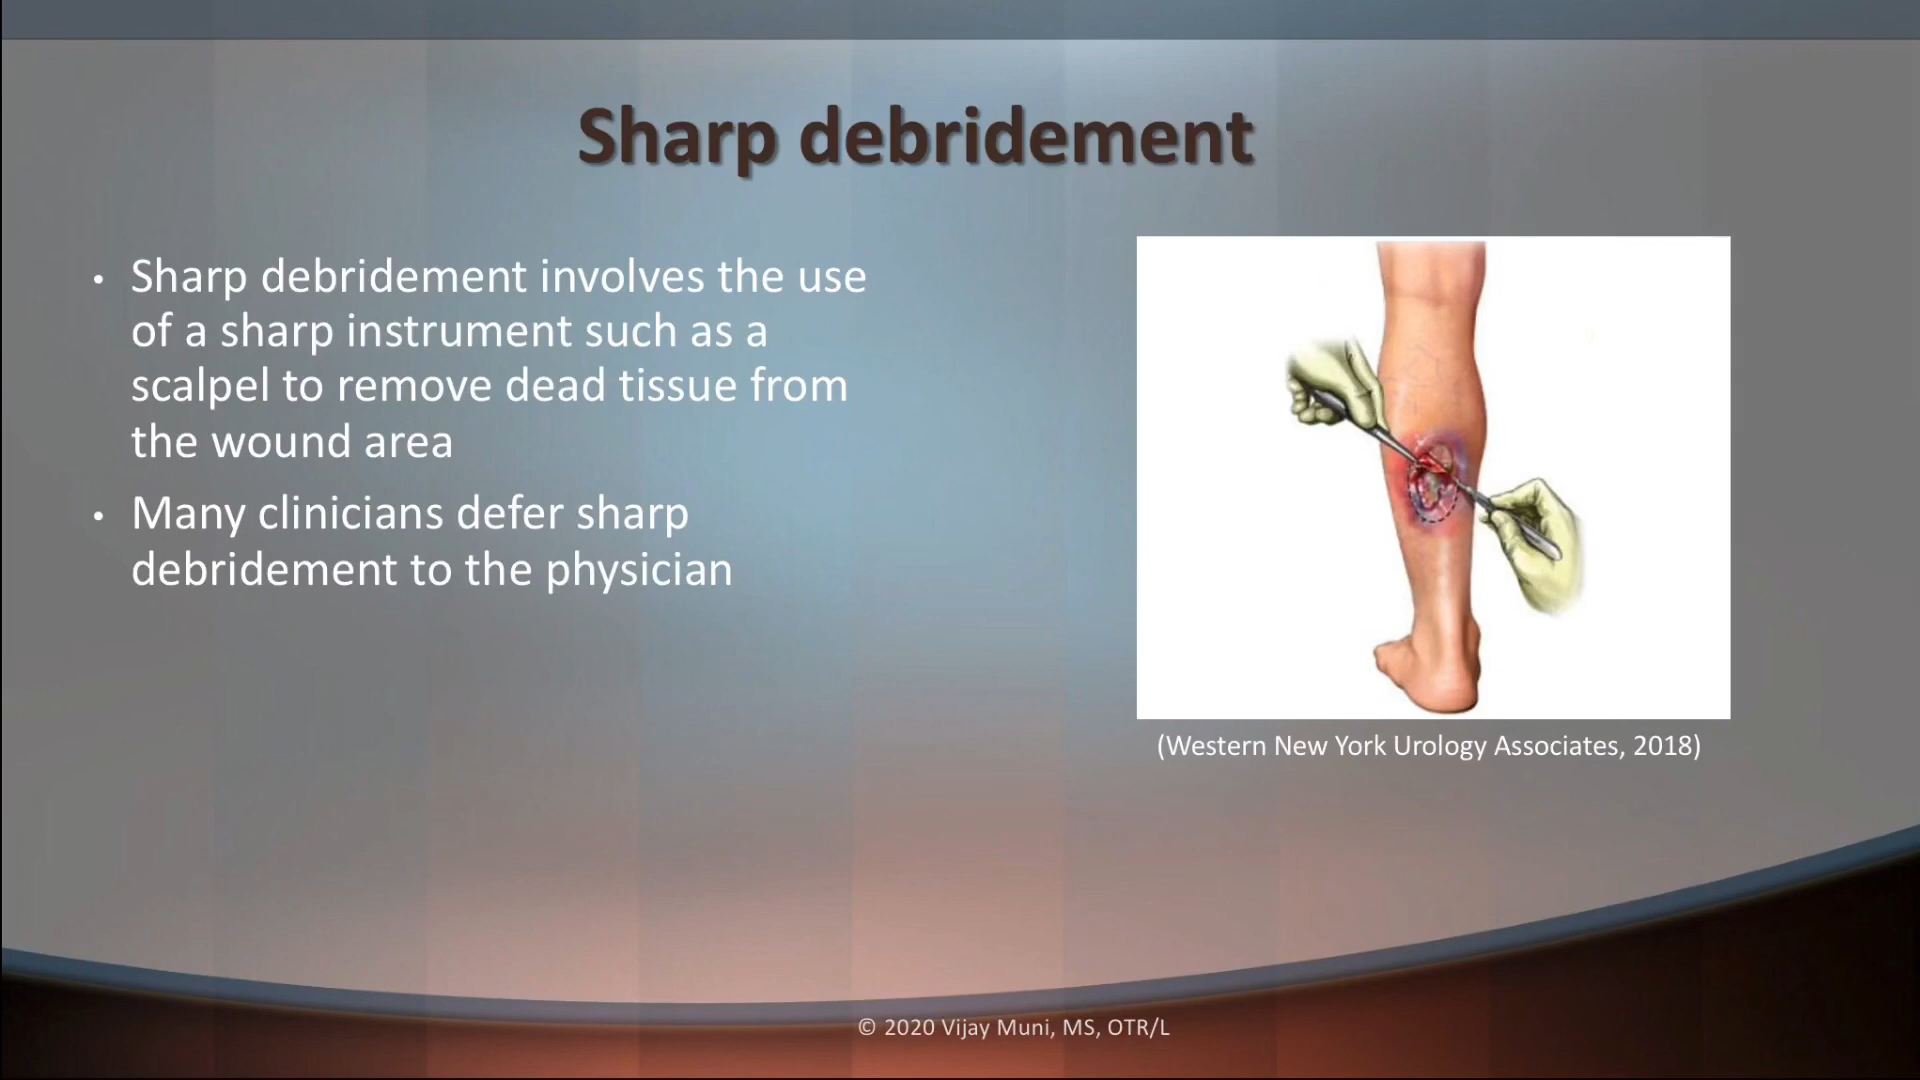 Sharp debridement
• Sharp debridement involves the use
of a sharp instrument such as a
scalpel to remove dead tissue from
the wound area
• Many clinicians defer sharp
debridement to the physician
(Western New York Urology Associates, 2018)
© 2020 Vijay Muni, MS, OTR/L